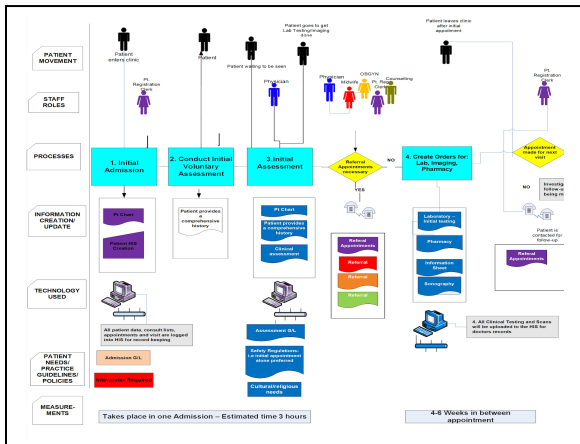 PATIENT
MOVEMENT
Patient
enters clinic
Patient
Patient waiting to be seen
Patient goes to get
Lab Testing/Imaging
done
Patient leaves clinic
after initial
appointment
STAFF
ROLES
Pt.
Registration
Clerk
Physician
Physician
Midwife
OBGYN
Pt. Reg.
Clerk
Counselling
Pt.
Registration
Clerk
PROCESSES
1. Initial
Admission
2. Conduct Initial
Voluntary
Assessment
3.Initial
Assessment
Referral
Appointments
necessary
NO
YES
4. Create Orders for:
Lab, Imaging,
Pharmacy
Appointment
made for next
visit
NO
INFORMATION
CREATION/
UPDATE
Pt Chart
Patient HIS
Creation
Patient provides
a comprehensive
history
Pt Chart
Patient provides
a comprehensive
history
Clinical
assessment
Referal
Appointments
Referral
Referral
Referral
Laboratory –
Initial testing
Pharmacy
Information
Sheet
Sonography
Investig
follow-u
being m
Patient is
contacted for
follow-up
Referral
Appointments
TECHNOLOGY
USED
All patient data, consult lists,
appointments and visit are logged
into HIS for record keeping
4. All Clinical Testing and Scans
will be uploaded to the HIS for
doctors records
PATIENT
NEEDS/
PRACTICE
GUIDELINES/
POLICIES
Admission G/L
Interpreter Required
Assessment G/L
Safety Regulations:
i.e initial appointment
alone preferred
Cultural/religious
needs
MEASURE-
MENTS
Takes place in one Admission – Estimated time 3 hours
4-6 Weeks in between
appointment